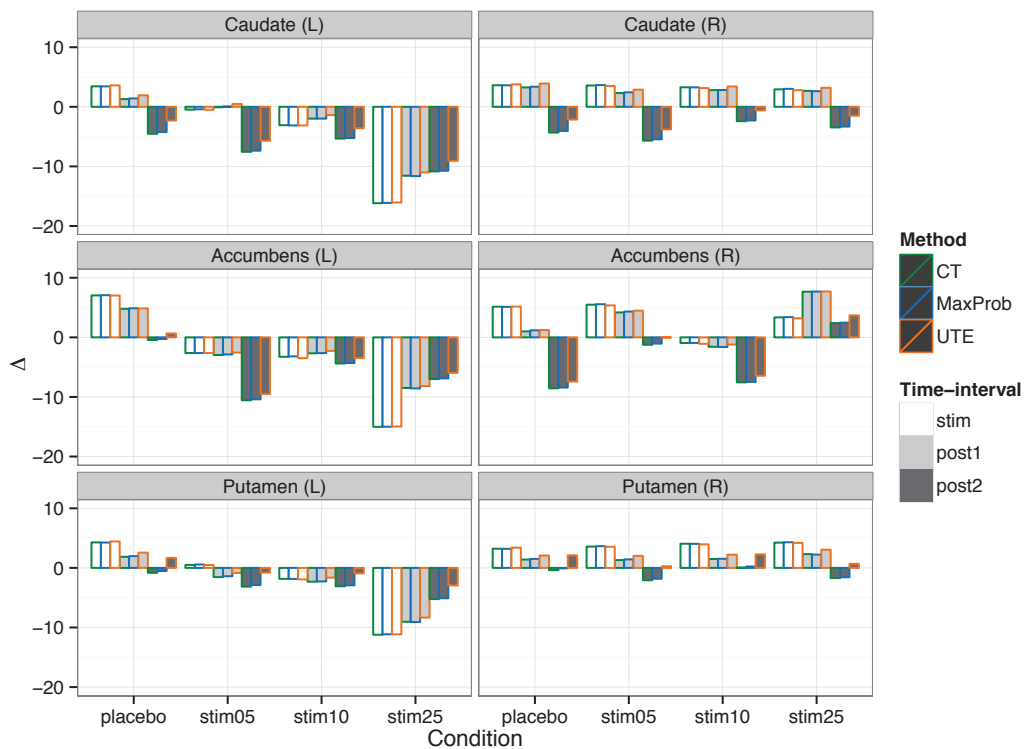 Caudate (L)
Caudate (R)
10
0
−10
−20
Accumbens (L)
Accumbens (R)
10
0
−10
−20
Putamen (L)
Putamen (R)
10
0
−10
−20
Δ
placebo stim05 stim10 stim25
placebo stim05 stim10 stim25
Condition
Method
CT
MaxProb
UTE
Time−interval
stim
post1
post2